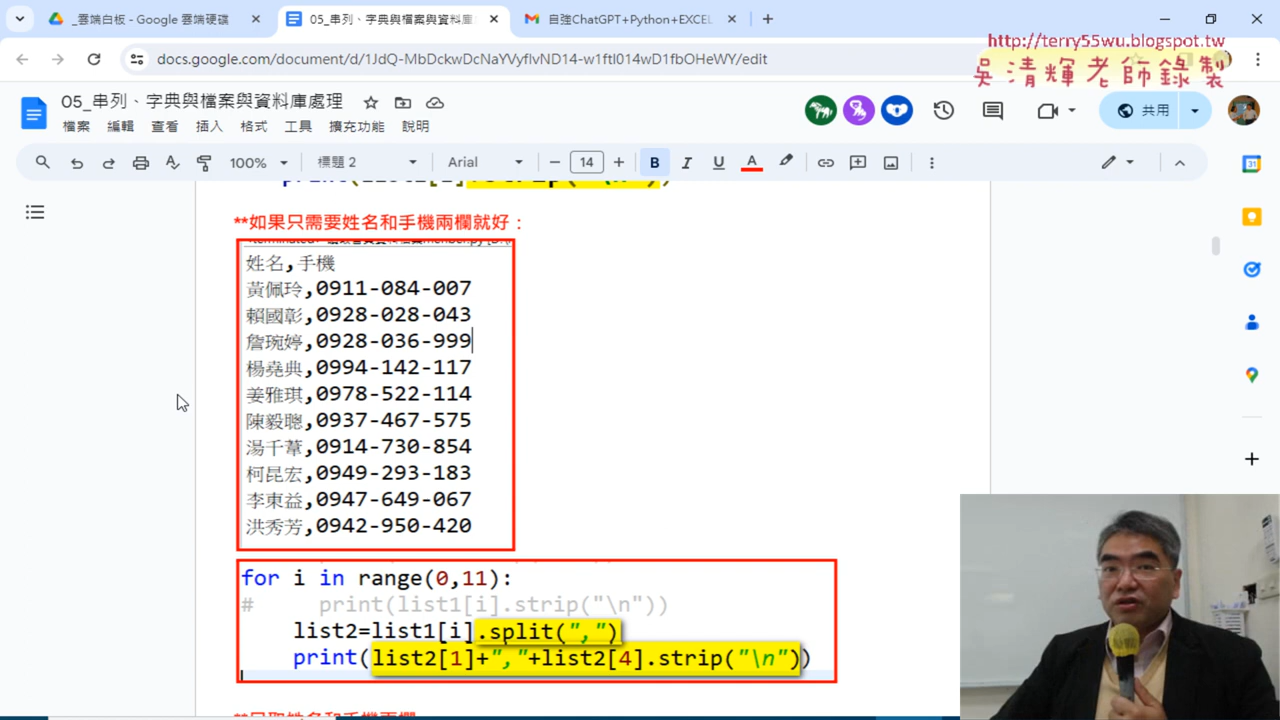 _雲端白板 - Google 雲端硬碟
05_串列、字典與檔案與資料庫
自強ChatGPT+Python+EXCEL
docs.google.com/document/d/1JdQ-MbDckwDcNaYVyflvND14-w1ftI014wD1fbOHeWY/edit
http://terry55wu.blogspot.tw
吳清輝老師錄製
05_串列、字典與檔案與資料庫處理
檔案 編輯 查看 插入 格式 工具 擴充功能 說明
共用
100% 標題 2 Arial 14 B I U A
**如果只需要姓名和手機兩欄就好：
姓名,手機
黃佩玲,0911-084-007
賴國彰,0928-028-043
詹琬婷,0928-036-999
楊堯典,0994-142-117
姜雅琪,0978-522-114
陳毅聰,0937-467-575
湯千葦,0914-730-854
柯昆宏,0949-293-183
李東益,0947-649-067
洪秀芳,0942-950-420
for i in range(0,11):
#     print(list1[i].strip("\n"))
    list2=list1[i].split(",")
    print(list2[1]+","+list2[4].strip("\n"))